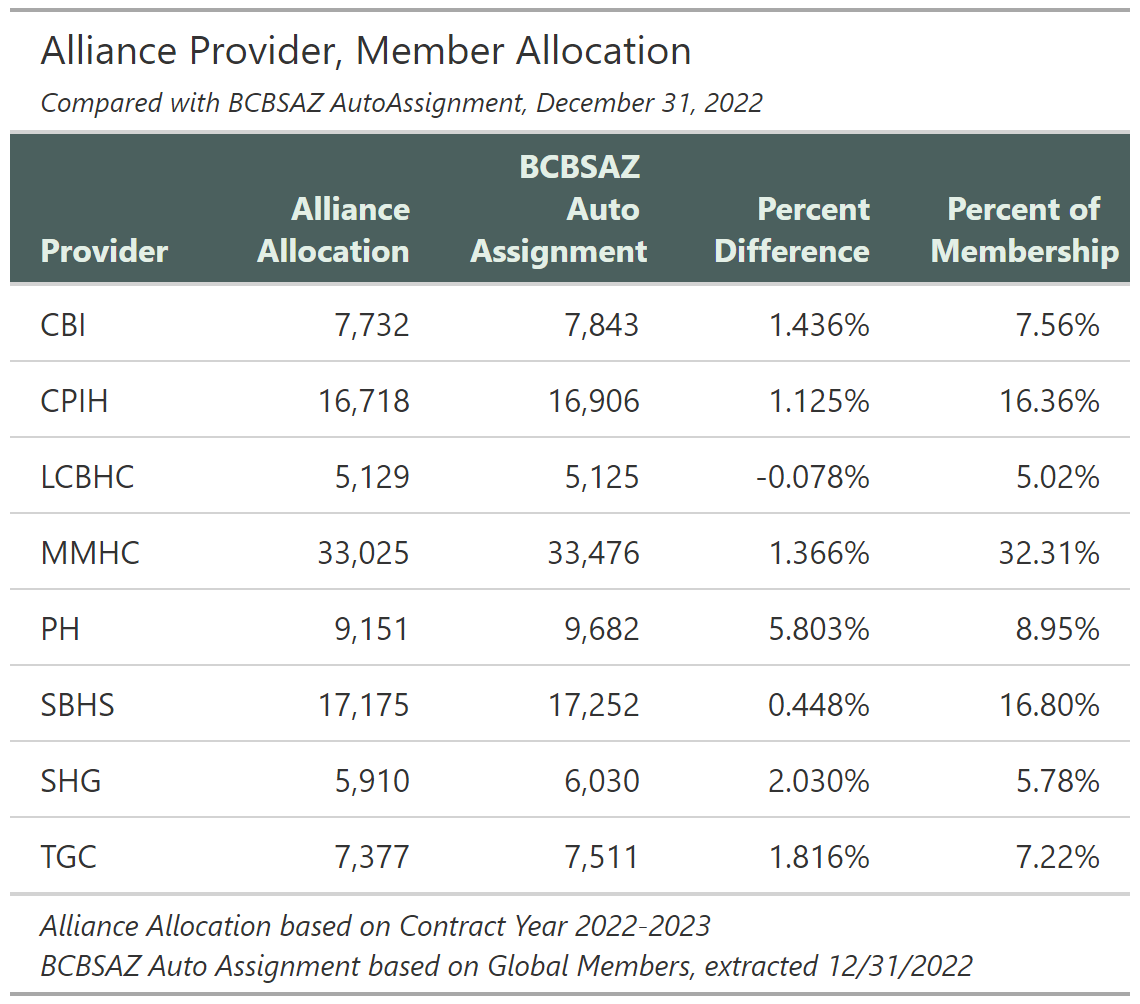 Alliance Provider, Member Allocation
Compared with BCBSAZ AutoAssignment, December 31, 2022
Provider Alliance Allocation BCBSAZ Auto Assignment Percent Difference Percent of Membership
CBI 7,732 7,843 1.436% 7.56%
CPIH 16,718 16,906 1.125% 16.36%
LCBHC 5,129 5,125 -0.078% 5.02%
MMHC 33,025 33,476 1.366% 32.31%
PH 9,151 9,682 5.803% 8.95%
SBHS 17,175 17,252 0.448% 16.80%
SHG 5,910 6,030 2.030% 5.78%
TGC 7,377 7,511 1.816% 7.22%
Alliance Allocation based on Contract Year 2022-2023
BCBSAZ Auto Assignment based on Global Members, extracted 12/31/2022